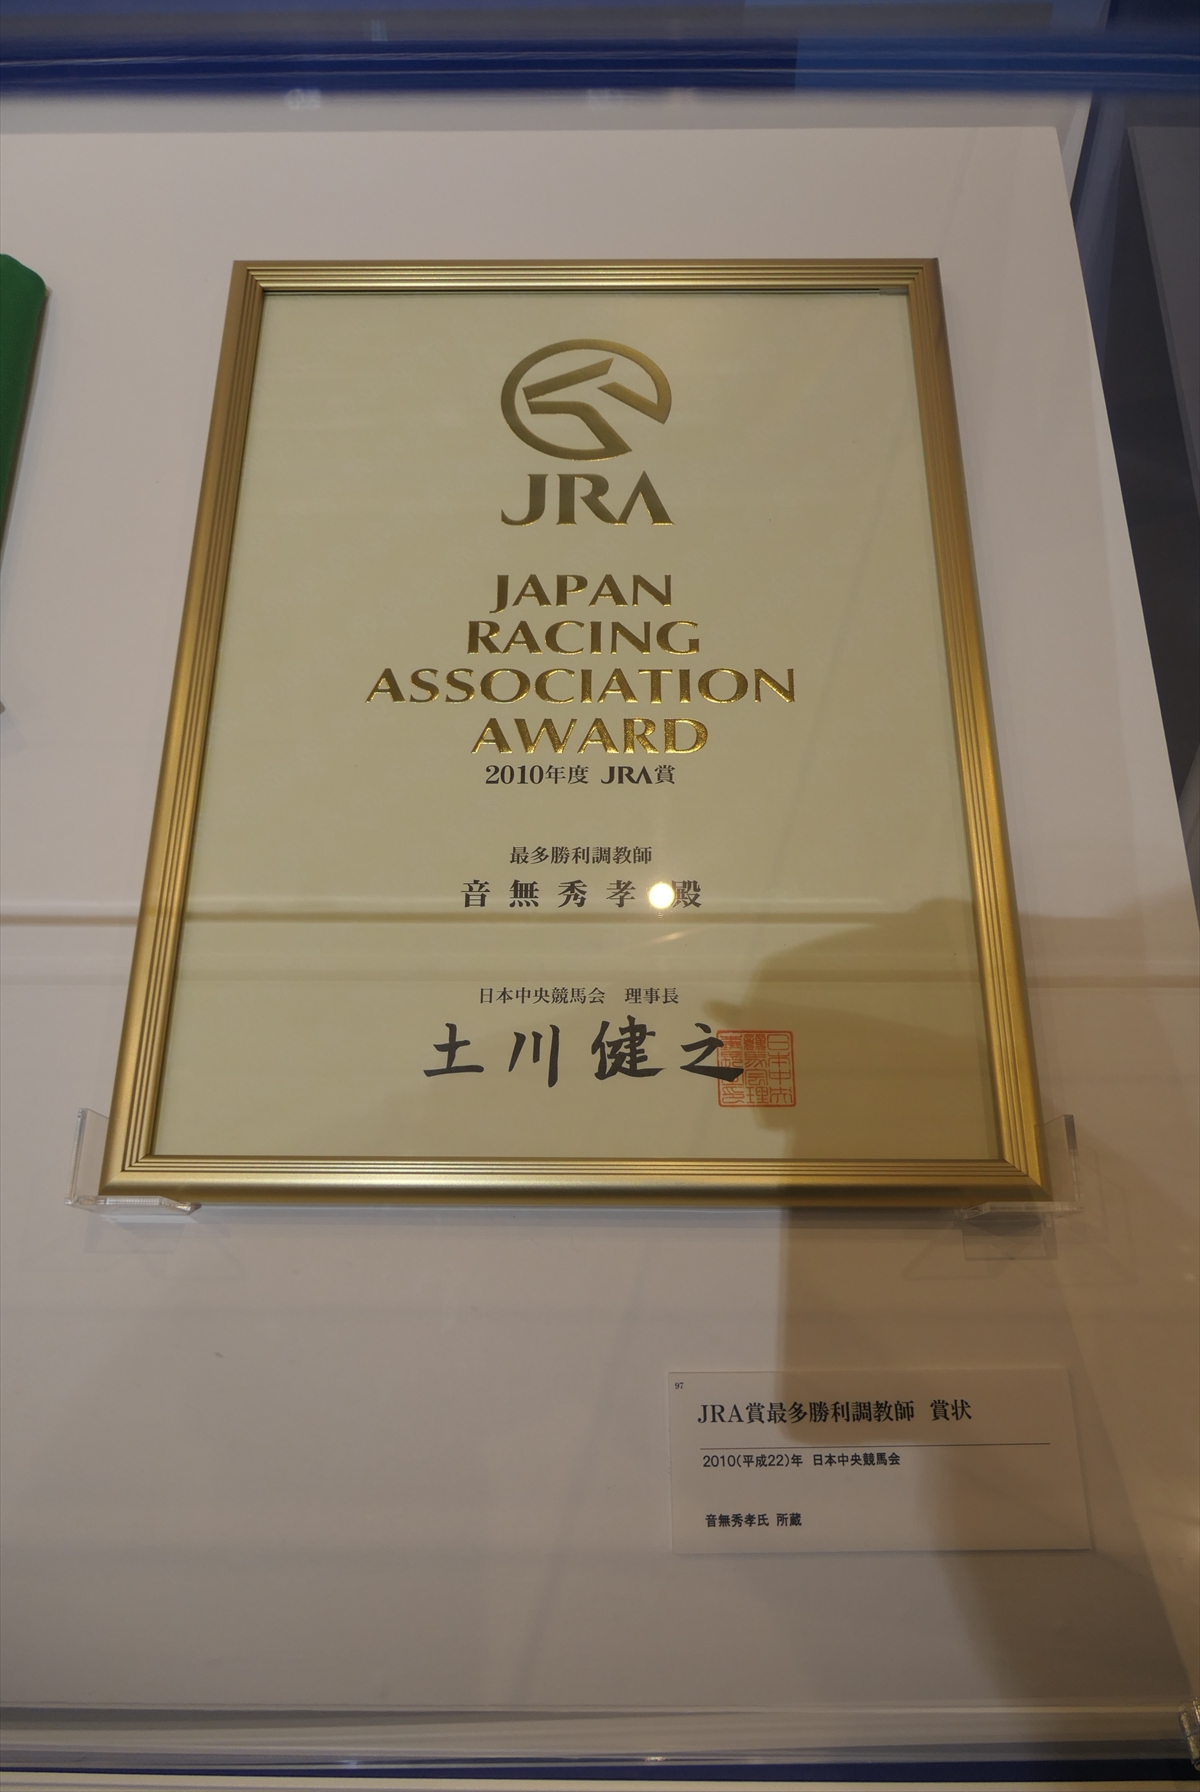 JRA
JAPAN
RACING
ASSOCIATION
AWARD
2010年度 JRA賞
最多勝利調教師
音無秀孝 殿
日本中央競馬会 理事長
土川健之
97
JRA賞最多勝利調教師 賞状
2010(平成22)年 日本中央競馬会
音無秀孝氏 所蔵